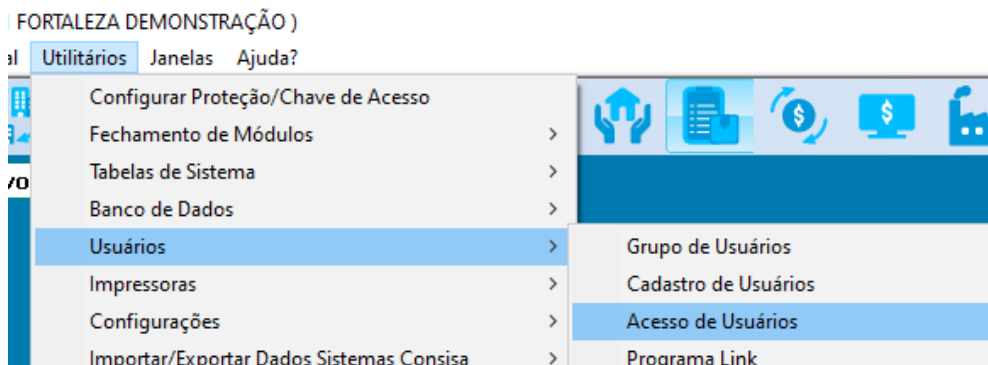 FORTALEZA DEMONSTRAÇÃO )
al Utilitários Janelas Ajuda?
Configurar Proteção/Chave de Acesso
Fechamento de Módulos
Tabelas de Sistema
vo
Banco de Dados
Usuários
Grupo de Usuários
Impressoras
Cadastro de Usuários
Configurações
Acesso de Usuários
Importar/Exportar Dados Sistemas Consisa
Programa Link